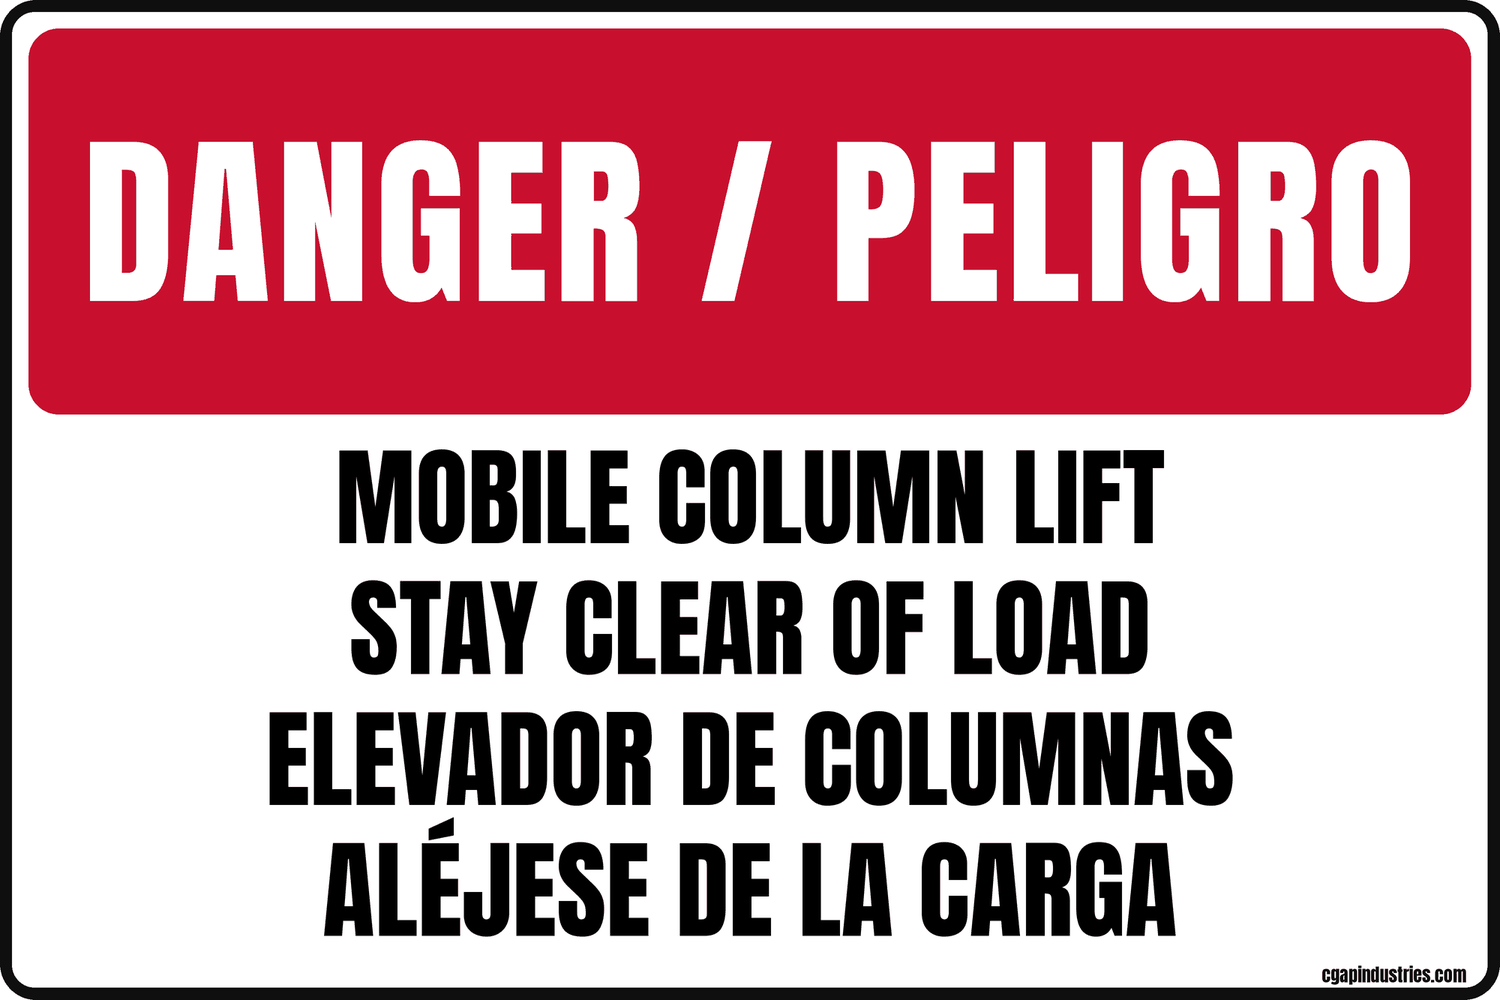 DANGER / PELIGRO
MOBILE COLUMN LIFT
STAY CLEAR OF LOAD
ELEVADOR DE COLUMNAS
ALÉJESE DE LA CARGA
cgapindustries.com